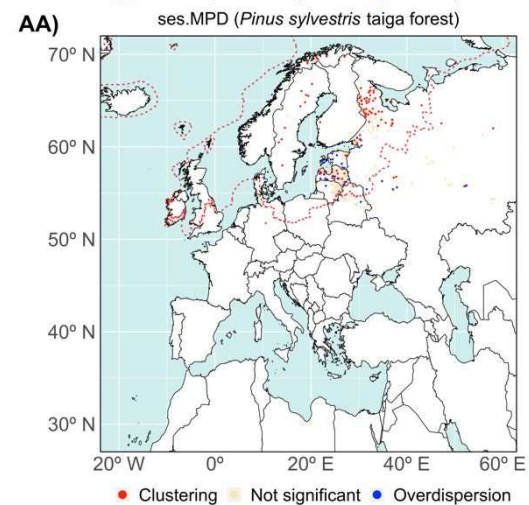 AA)
ses.MPD (Pinus sylvestris taiga forest)
70º N
60º N
50º N
40º N
30º N
20º W 0º 20º E 40º E 60º E
Clustering Not significant Overdispersion